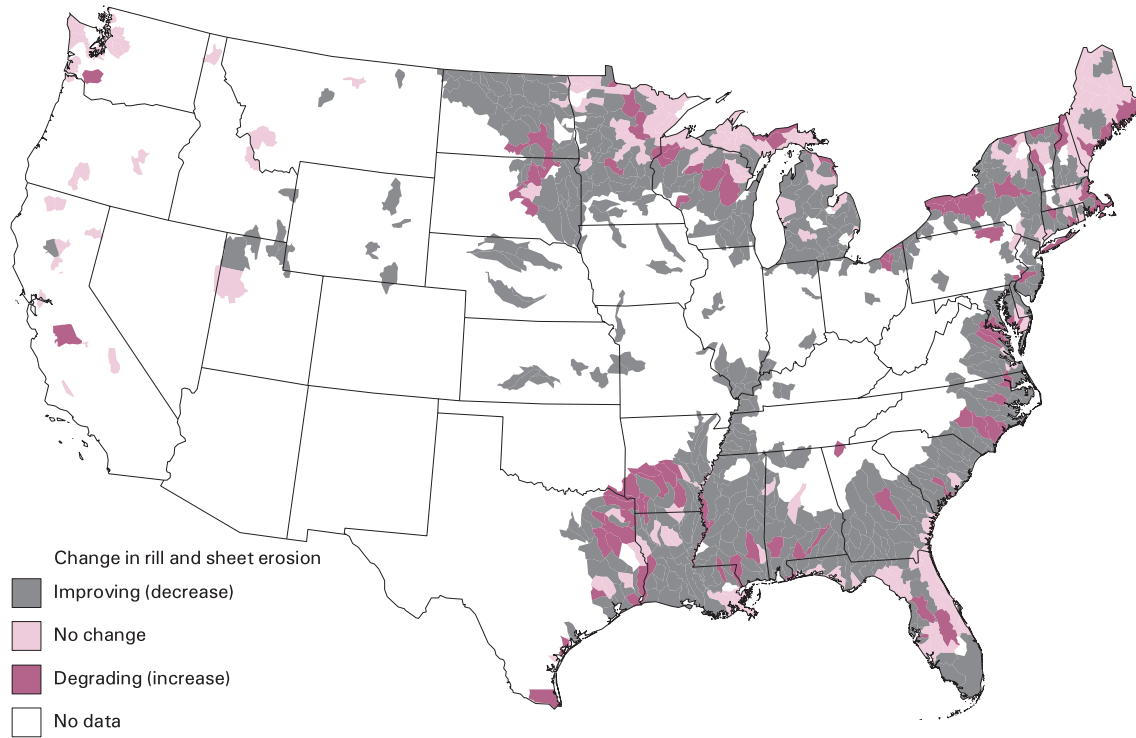 Change in rill and sheet erosion
Improving (decrease)
No change
Degrading (increase)
No data